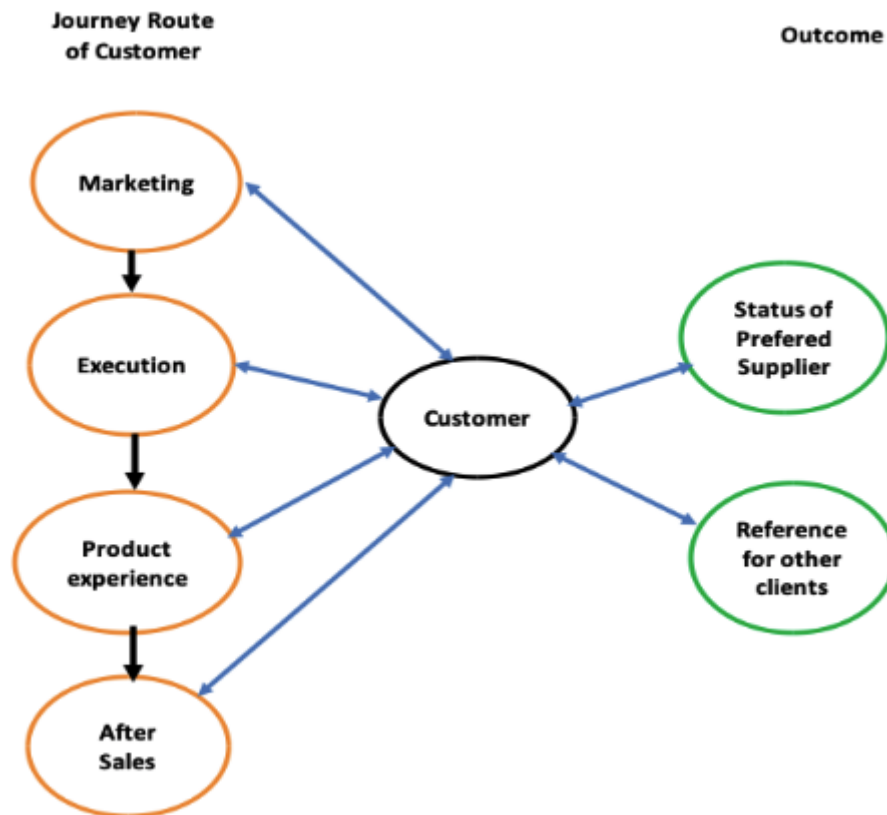 Journey Route
of Customer
Outcome
Marketing
Execution
Product
experience
After
Sales
Customer
Status of
Prefered
Supplier
Reference
for other
clients